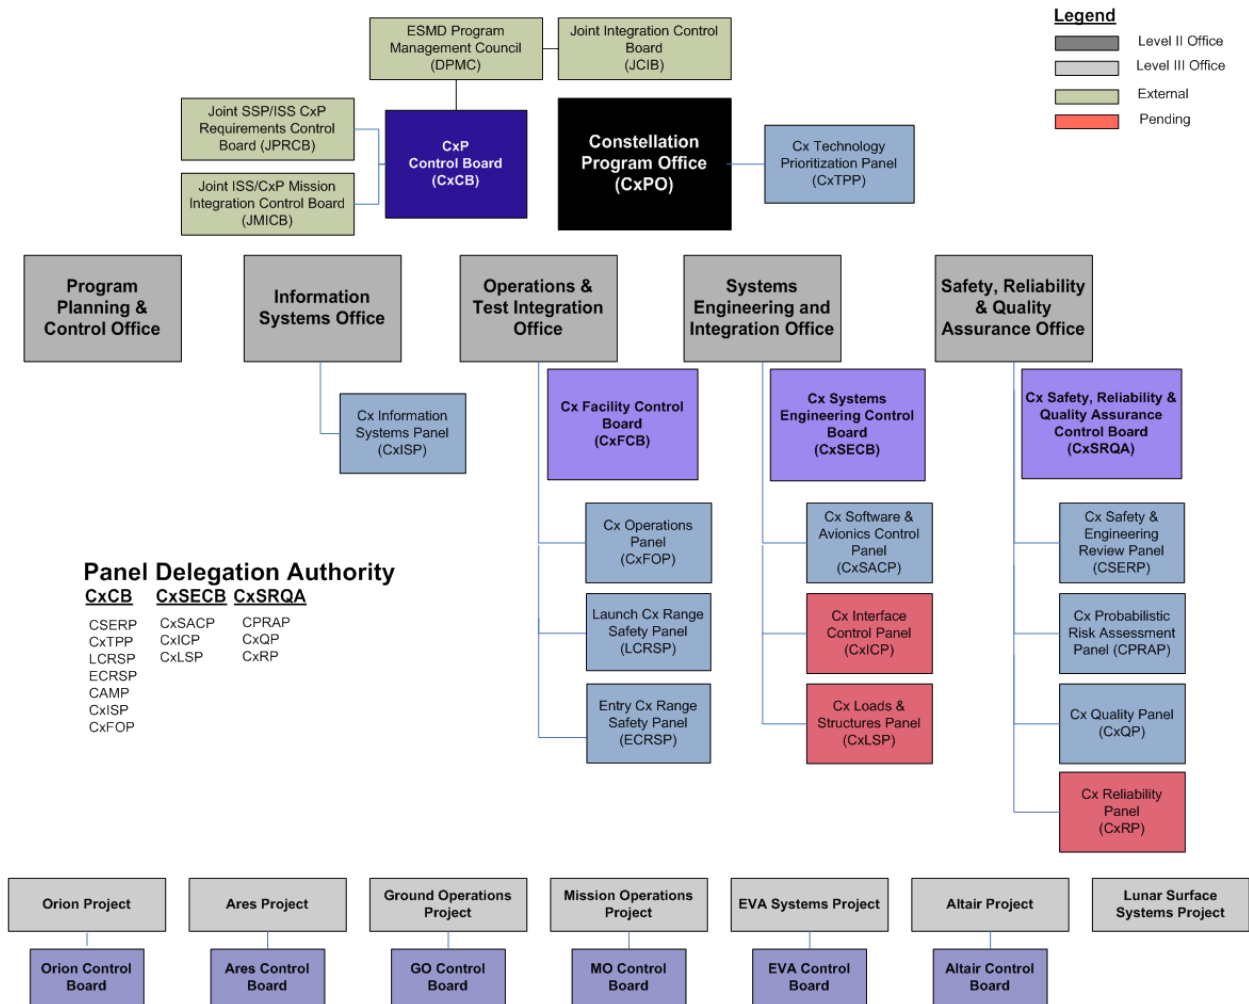 Legend
Level II Office
Level III Office
External
Pending
ESMD Program
Management Council
(DPMC)
Joint Integration Control
Board
(JCIB)
Joint SSP/ISS CxP
Requirements Control
Board (JPRCB)
Joint ISS/CxP Mission
Integration Control Board
(JMICB)
CxP
Control Board
(CxCB)
Constellation
Program Office
(CxPO)
Cx Technology
Prioritization Panel
(CxTPP)
Program
Planning &
Control Office
Information
Systems Office
Operations &
Test Integration
Office
Systems
Engineering and
Integration Office
Safety, Reliability
& Quality
Assurance Office
Cx Information
Systems Panel
(CxISP)
Cx Facility Control
Board
(CxFCB)
Cx Systems
Engineering Control
Board
(CxSECB)
Cx Safety, Reliability &
Quality Assurance
Control Board
(CxSRQA)
Cx Operations
Panel
(CxFOP)
Cx Software &
Avionics Control
Panel
(CxSACP)
Cx Safety &
Engineering
Review Panel
(CSERP)
Launch Cx Range
Safety Panel
(LCRSP)
Cx Interface
Control Panel
(CxICP)
Cx Probabilistic
Risk Assessment
Panel (CPRAP)
Entry Cx Range
Safety Panel
(ECRSP)
Cx Loads &
Structures Panel
(CxLSP)
Cx Quality Panel
(CxQP)
Cx Reliability
Panel
(CxRP)
Panel Delegation Authority
CxCB
CSERP
CxTPP
LCRSP
ECRSP
CAMP
CxISP
CxFOP
CxSECB
CxSACP
CxICP
CxLSP
CxSRQA
CPRAP
CxQP
CxRP
Orion Project
Ares Project
Ground Operations
Project
Mission Operations
Project
EVA Systems Project
Altair Project
Lunar Surface
Systems Project
Orion Control
Board
Ares Control
Board
GO Control
Board
MO Control
Board
EVA Control
Board
Altair Control
Board